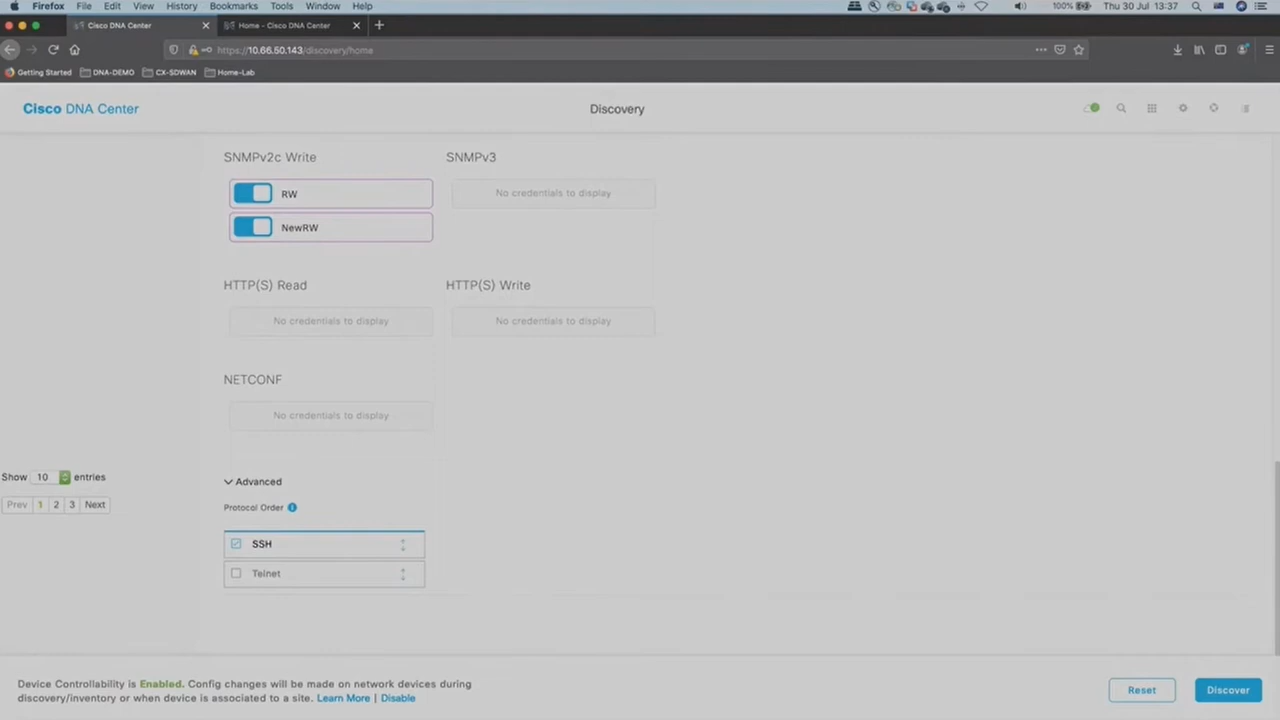 Firefox File Edit View History Bookmarks Tools Window Help 100% Thu 30 Jul 13:37
Cisco DNA Center Home - Cisco DNA Center
https://10.66.50.143/discovery/home
Getting Started DNA-DEMO CX-SDWAN Home-Lab
Cisco DNA Center Discovery
SNMPv2c Write SNMPv3
RW No credentials to display
NewRW
HTTP(S) Read HTTP(S) Write
No credentials to display No credentials to display
NETCONF
No credentials to display
Show 10 entries
Prev 1 2 3 Next
Advanced
Protocol Order
SSH
Telnet
Device Controllability is Enabled. Config changes will be made on network devices during
discovery/inventory or when device is associated to a site. Learn More | Disable
Reset Discover